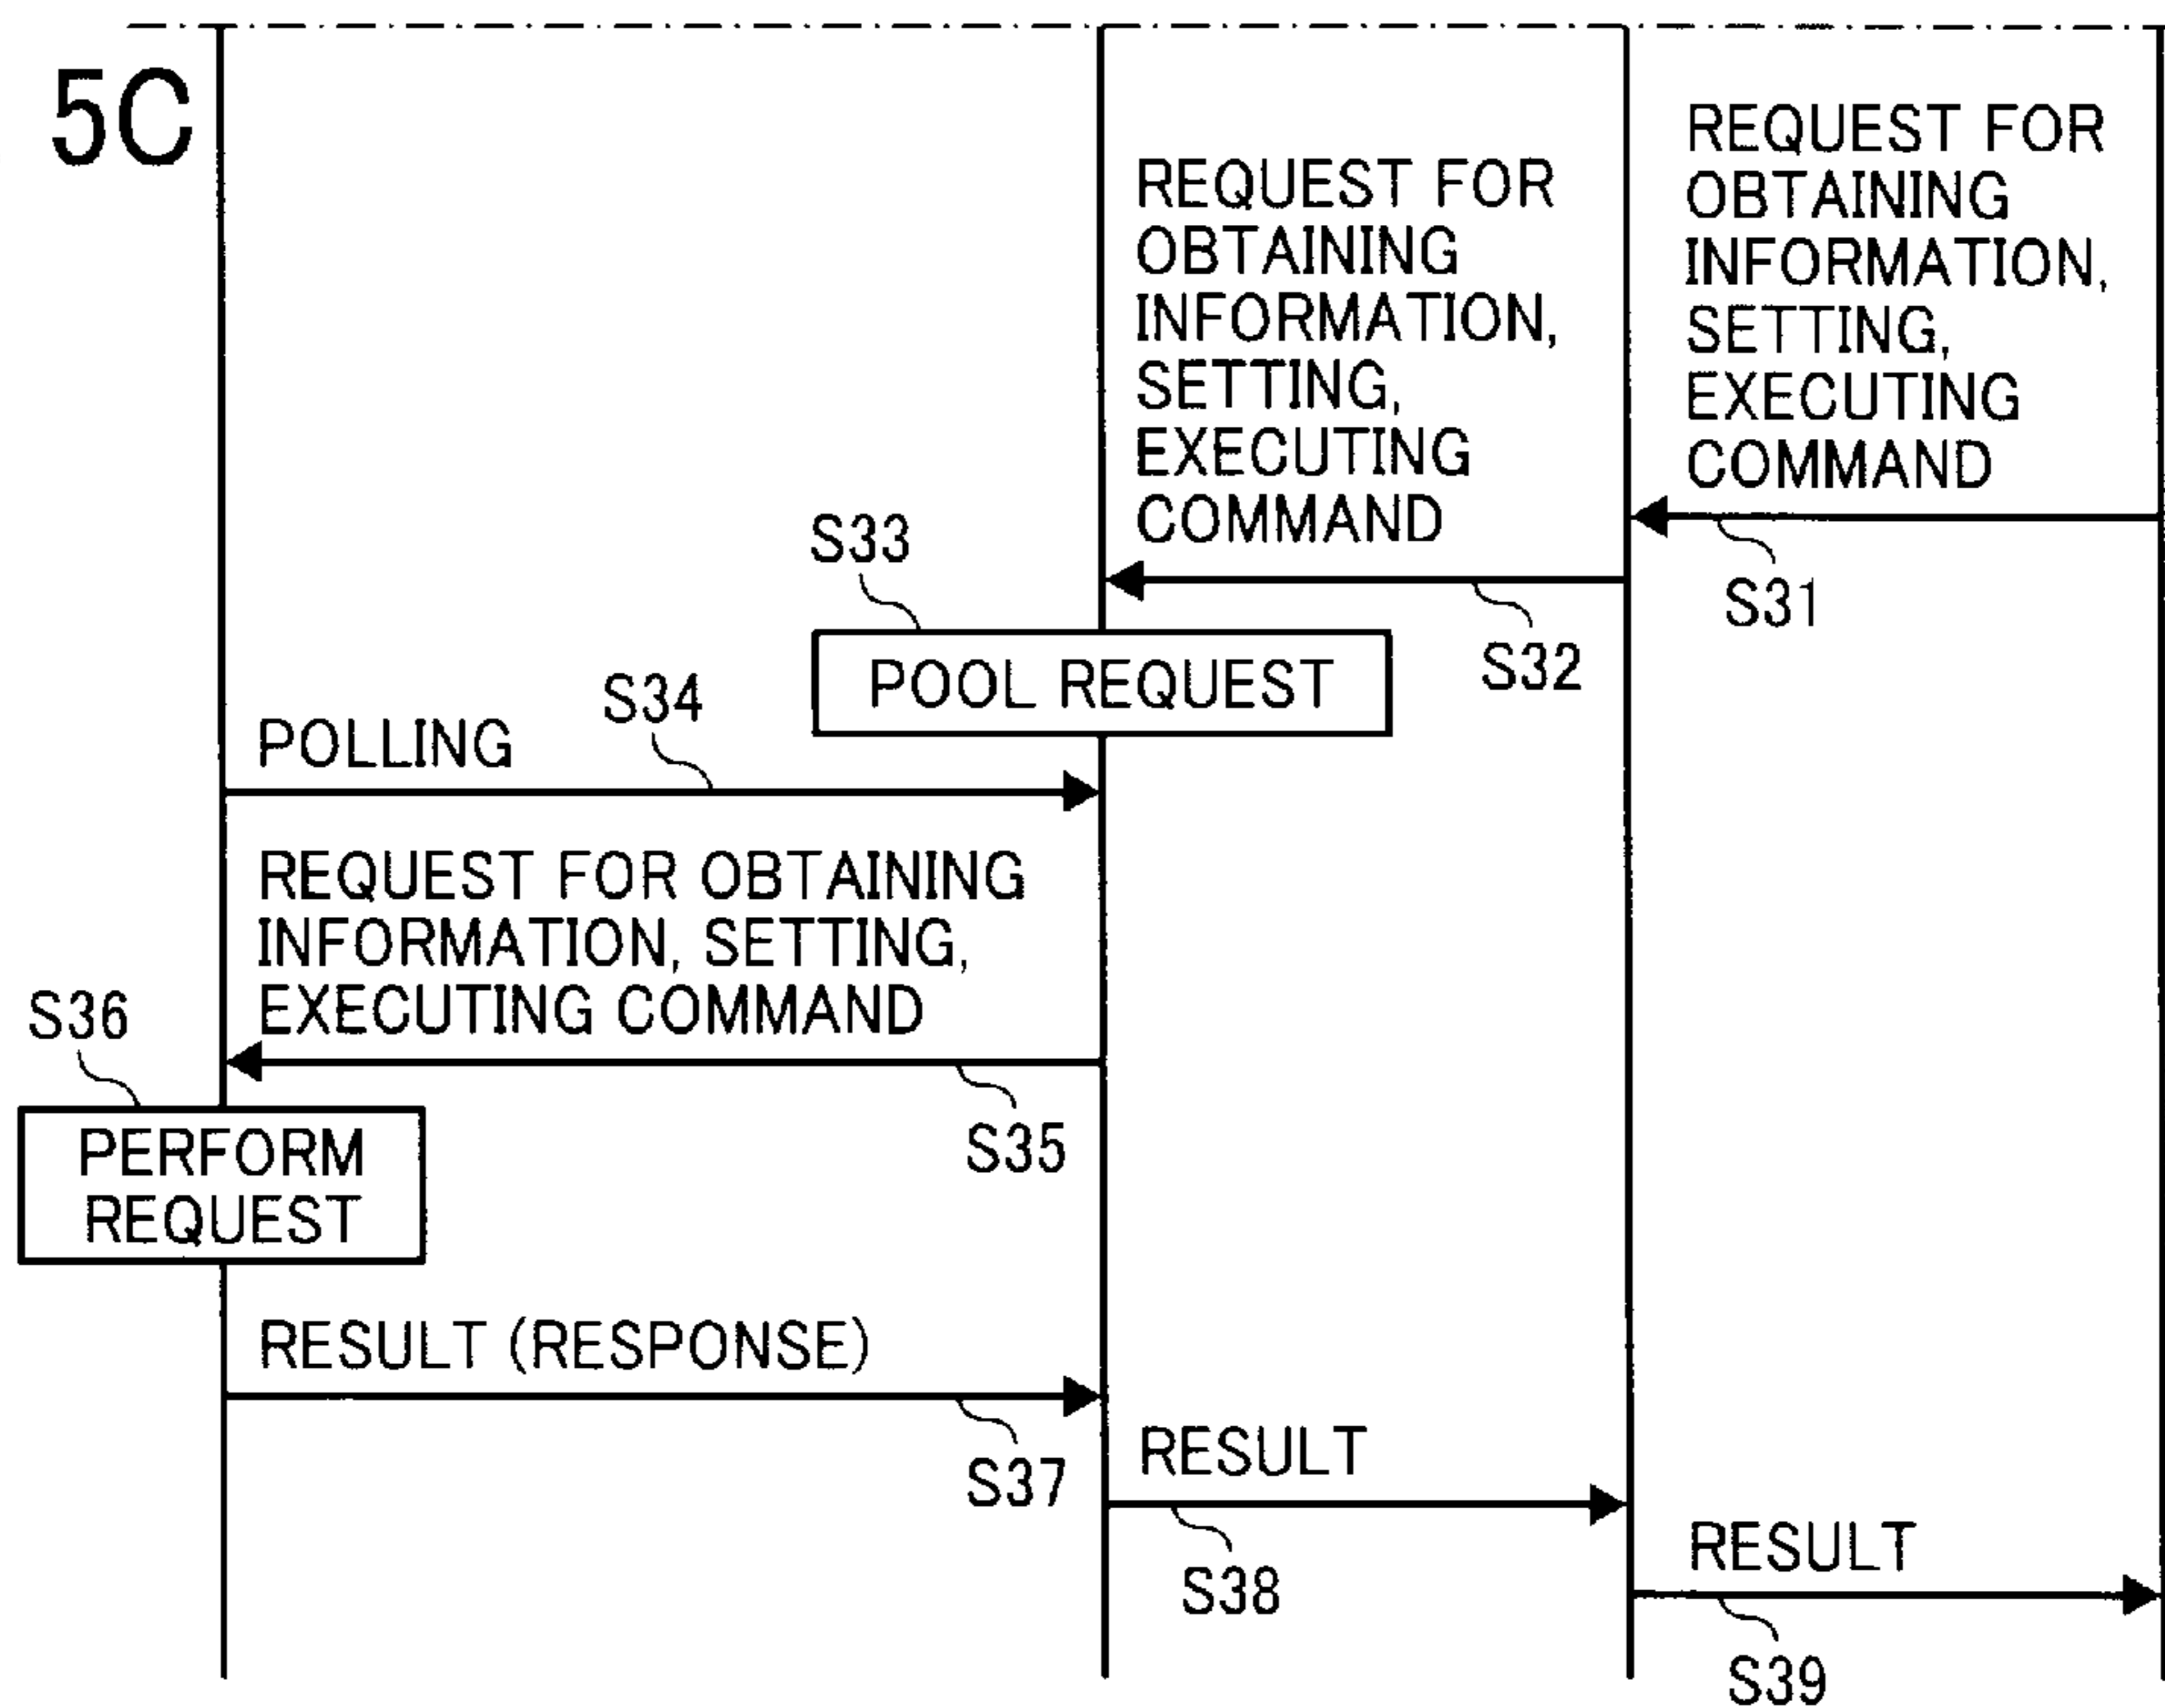 5C
REQUEST FOR
OBTAINING
INFORMATION,
SETTING,
EXECUTING
COMMAND
S31
REQUEST FOR
OBTAINING
INFORMATION,
SETTING,
EXECUTING
COMMAND
S32
S33
POOL REQUEST
S34
POLLING
REQUEST FOR OBTAINING
INFORMATION, SETTING,
EXECUTING COMMAND
S35
S36
PERFORM
REQUEST
RESULT (RESPONSE)
S37
RESULT
S38
RESULT
S39